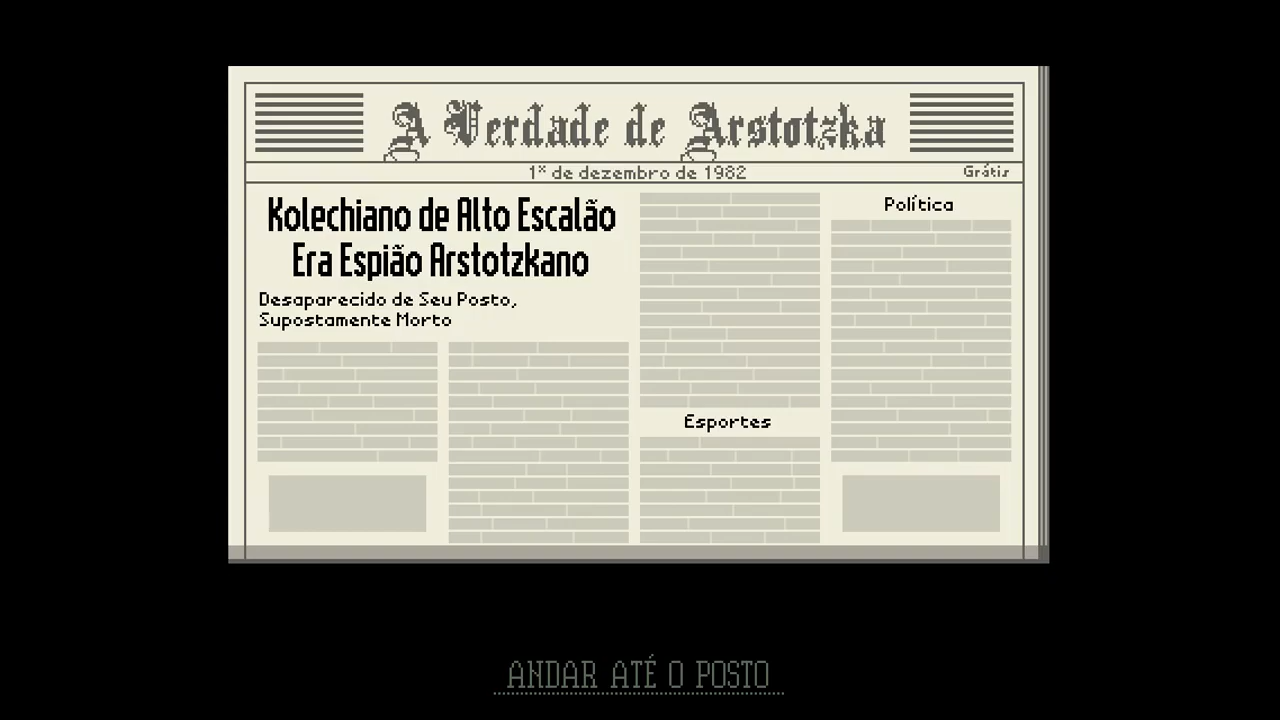 A Verdade de Arstotzka
1º de dezembro de 1982
Grátis
Kolechiano de Alto Escalão
Era Espião Arstotzkano
Desaparecido de Seu Posto,
Supostamente Morto
Esportes
Política
ANDAR ATÉ O POSTO